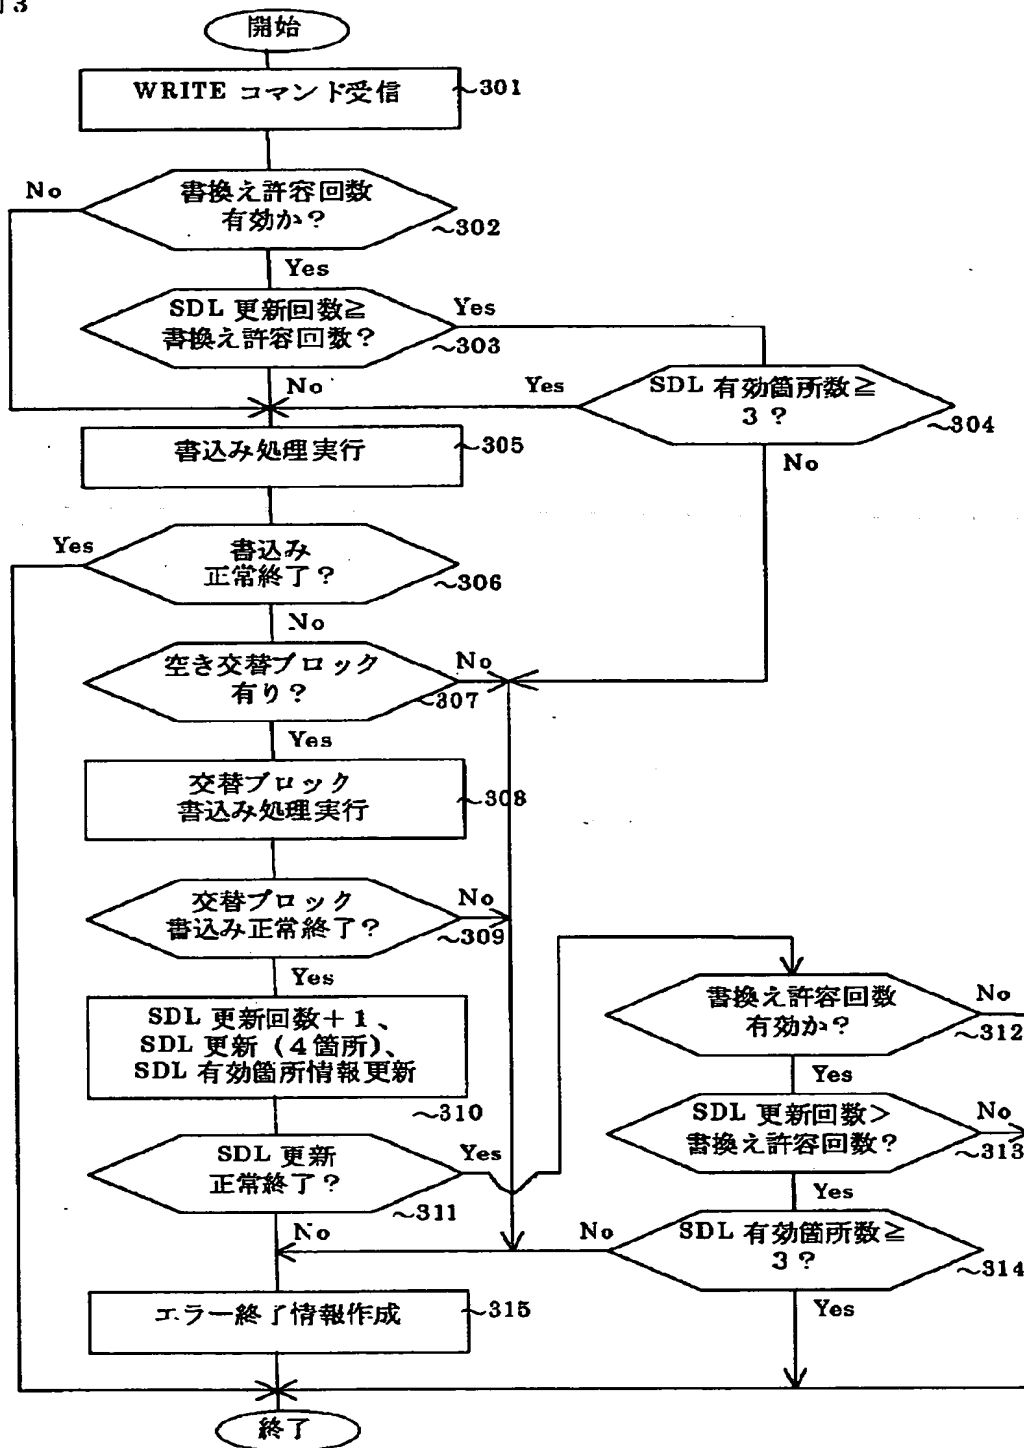 図3
開始
WRITE コマンド受信
~301
No
書換え許容回数
有効か?
~302
Yes
SDL 更新回数≧
書換え許容回数?
~303
Yes
No
Yes
SDL 有効箇所数≧
3?
~304
No
書込み処理実行
~305
Yes
書込み
正常終了?
~306
No
空き交替ブロック
有り?
No
~307
Yes
交替ブロック
書込み処理実行
~308
交替ブロック
書込み正常終了?
No
~309
Yes
SDL 更新回数+1、
SDL 更新(4箇所)、
SDL 有効箇所情報更新
~310
SDL 更新
正常終了?
Yes
~311
No
書換え許容回数
有効か?
No
~312
Yes
SDL 更新回数>
書換え許容回数?
No
~313
Yes
SDL 有効箇所数≧
3?
No
~314
Yes
エラー終了情報作成
~315
終了